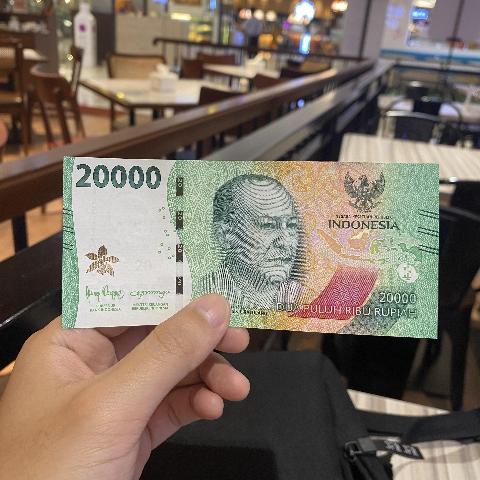 20000
NEGARA KESATUAN REPUBLIK
INDONESIA
GUBERNUR
BANK INDONESIA
MENTERI KEUANGAN
REPUBLIK INDONESIA
20000
DUA PULUH RIBU RUPIAH